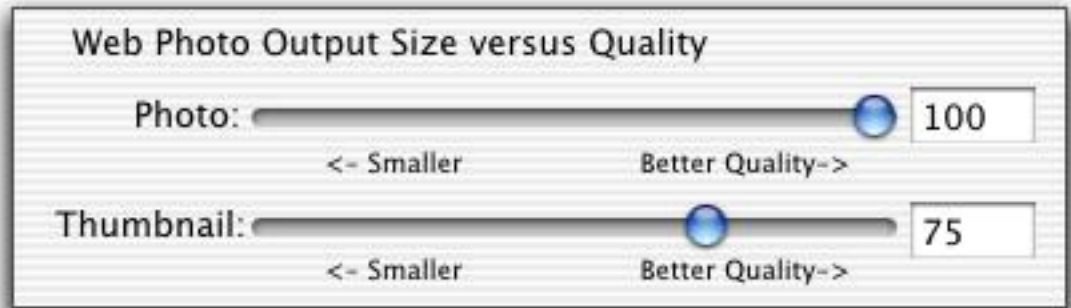 Web Photo Output Size versus Quality
Photo: 100
<- Smaller Better Quality->
Thumbnail: 75
<- Smaller Better Quality->